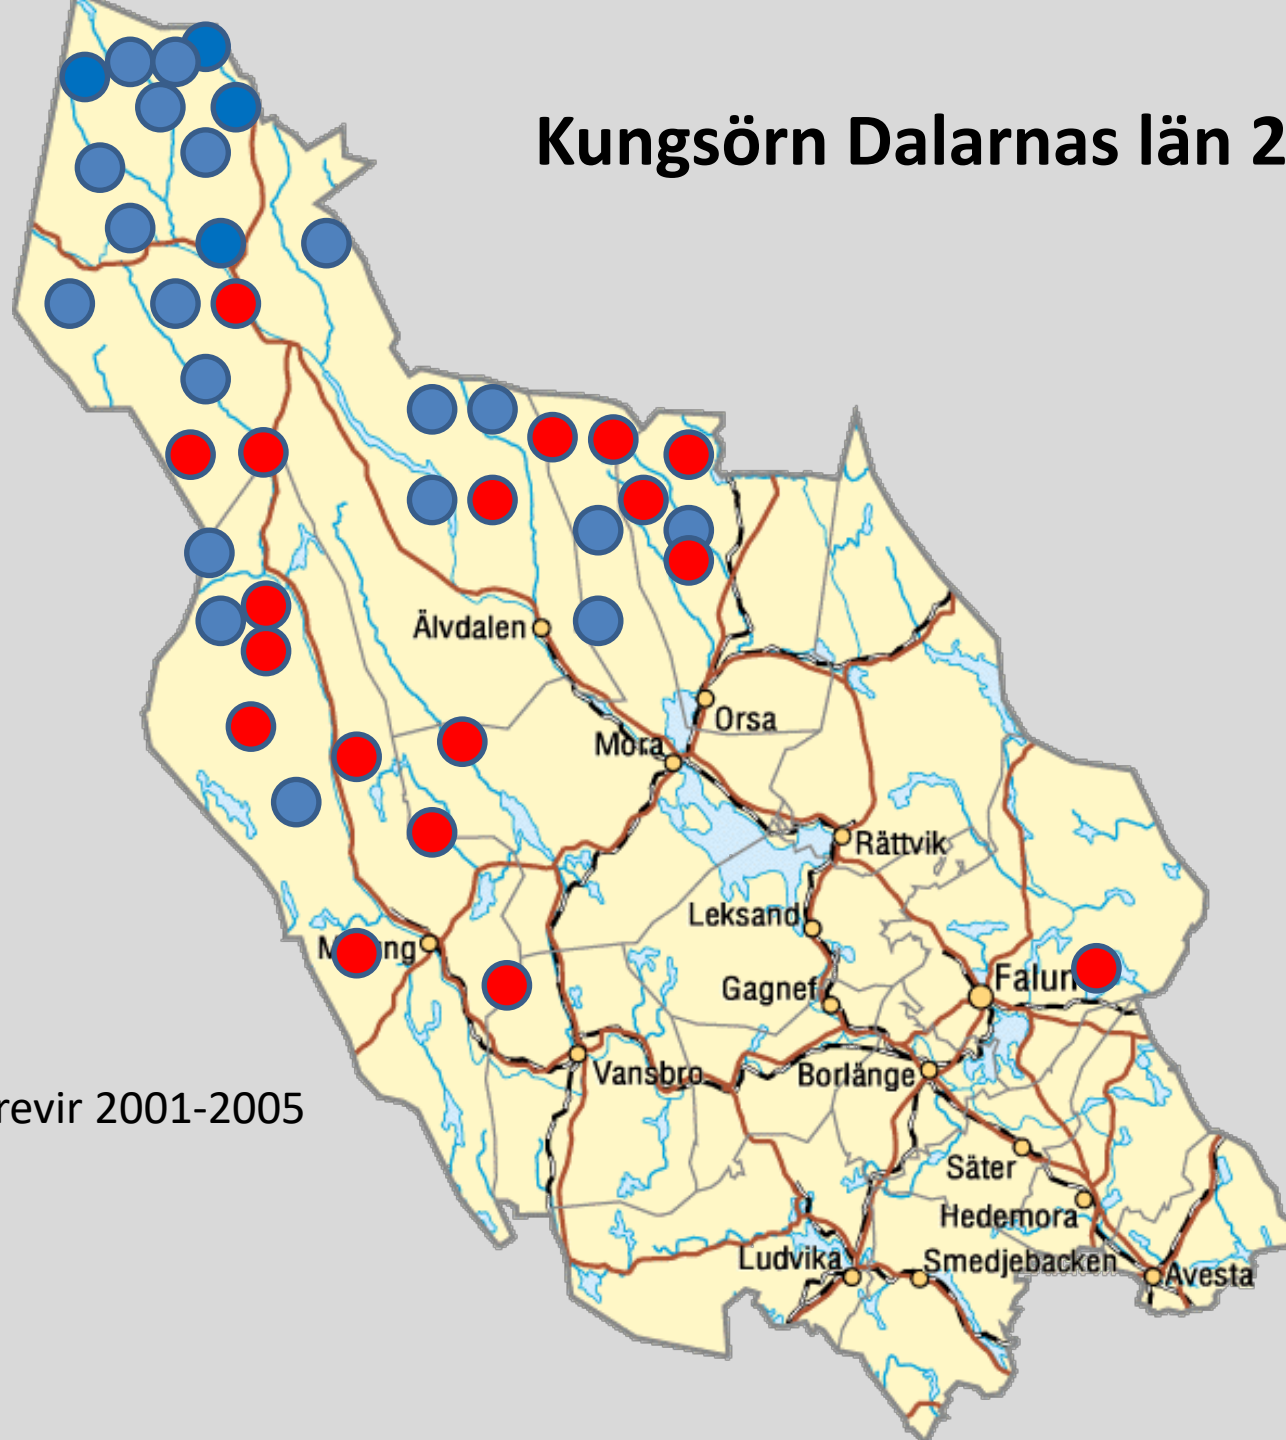 Kungsörn Dalarnas län 2
Älvdalen
Orsa
Mora
Rättvik
Leksand
M ng
Falun
Gagnef
Vansbro
Borlänge
revir 2001-2005
Säter
Hedemora
Ludvika
Smedjebacken
Avesta